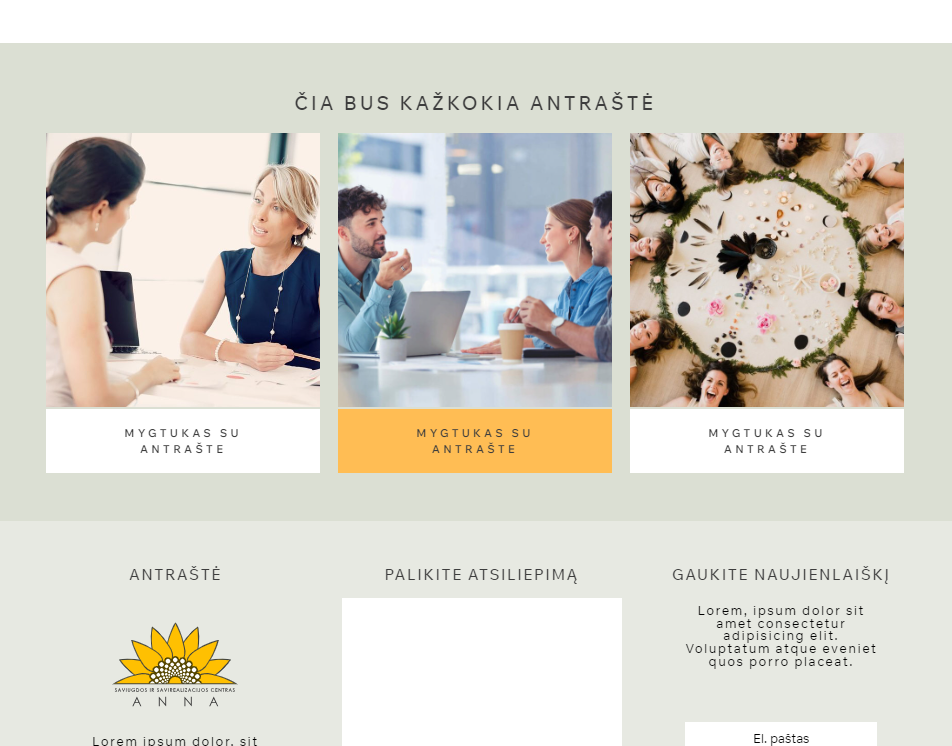 ČIA BUS KAŽKOKIA ANTRAŠTĖ
MYGTUKAS SU
ANTRAŠTE
MYGTUKAS SU
ANTRAŠTE
MYGTUKAS SU
ANTRAŠTE
ANTRAŠTĖ
SAVIUGDOS IR SAVIREALIZACIJOS CENTRAS
ANNA
Lorem ipsum dolor, sit
PALIKITE ATSILIEPIMĄ
GAUKITE NAUJIENLAIŠKĮ
Lorem, ipsum dolor sit
amet consectetur
adipisicing elit.
Voluptatum atque eveniet
quos porro placeat.
El. paštas